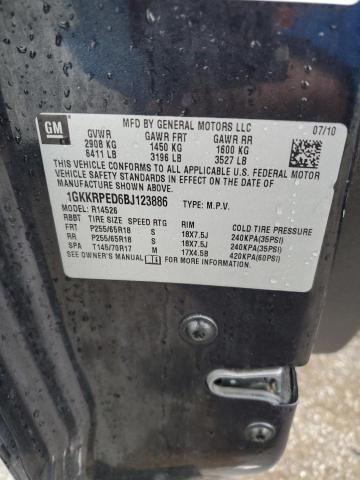 GM
MFD BY GENERAL MOTORS LLC 07/10
GVWR GAWR FRT GAWR RR
2908 KG 1450 KG 1600 KG
6411 LB 3196 LB 3527 LB
THIS VEHICLE CONFORMS TO ALL APPLICABLE U.S. FEDERAL MOTOR
VEHICLE SAFETY, BUMPER, AND THEFT PREVENTION STANDARDS
IN EFFECT ON THE DATE OF MANUFACTURE SHOWN ABOVE.
1GKKRPED6BJ123886 TYPE: M.P.V.
MODEL: R14526
RBBT TIRE SIZE SPEED RTG RIM COLD TIRE PRESSURE
FRT P255/65R18 S 18X7.5J 240KPA(35PSI)
RR P255/65R18 S 18X7.5J 240KPA(35PSI)
SPA T145/70R17 M 17X4.5B 420KPA(60PSI)
SEE OWNER'S MANUAL FOR MORE INFORMATION.